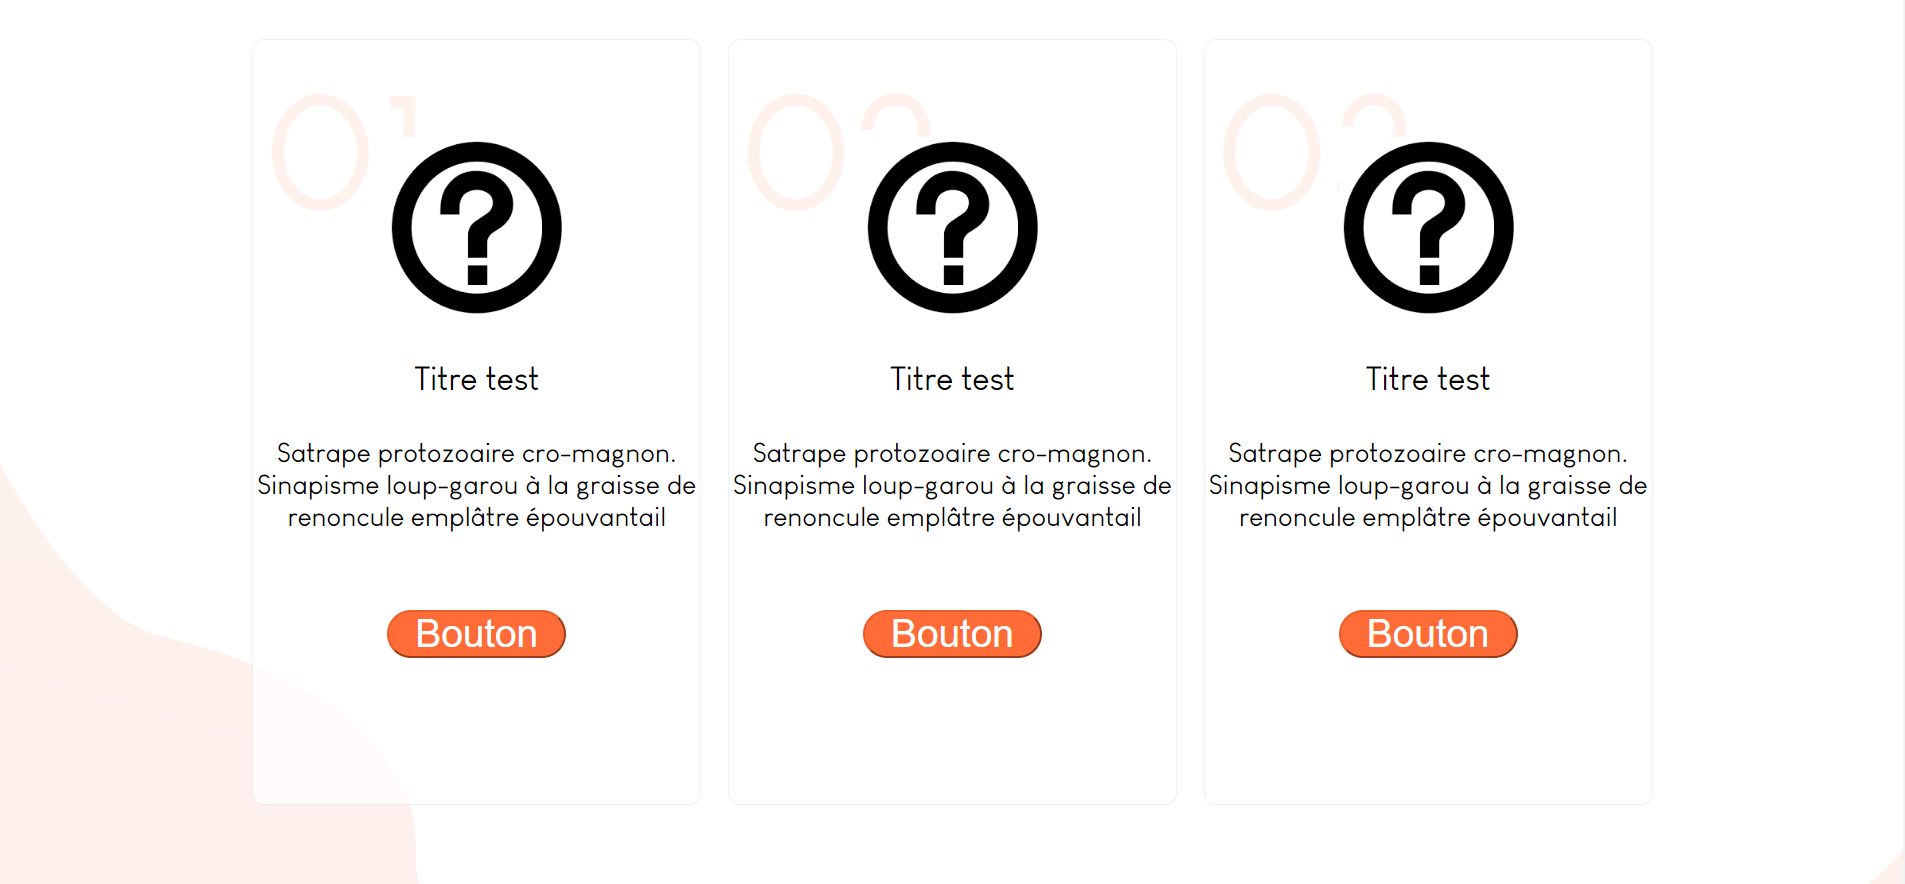 01
Titre test
Satrape protozoaire cro-magnon.
Sinapisme loup-garou à la graisse de
renoncule emplâtre épouvantail
Bouton
02
Titre test
Satrape protozoaire cro-magnon.
Sinapisme loup-garou à la graisse de
renoncule emplâtre épouvantail
Bouton
03
Titre test
Satrape protozoaire cro-magnon.
Sinapisme loup-garou à la graisse de
renoncule emplâtre épouvantail
Bouton